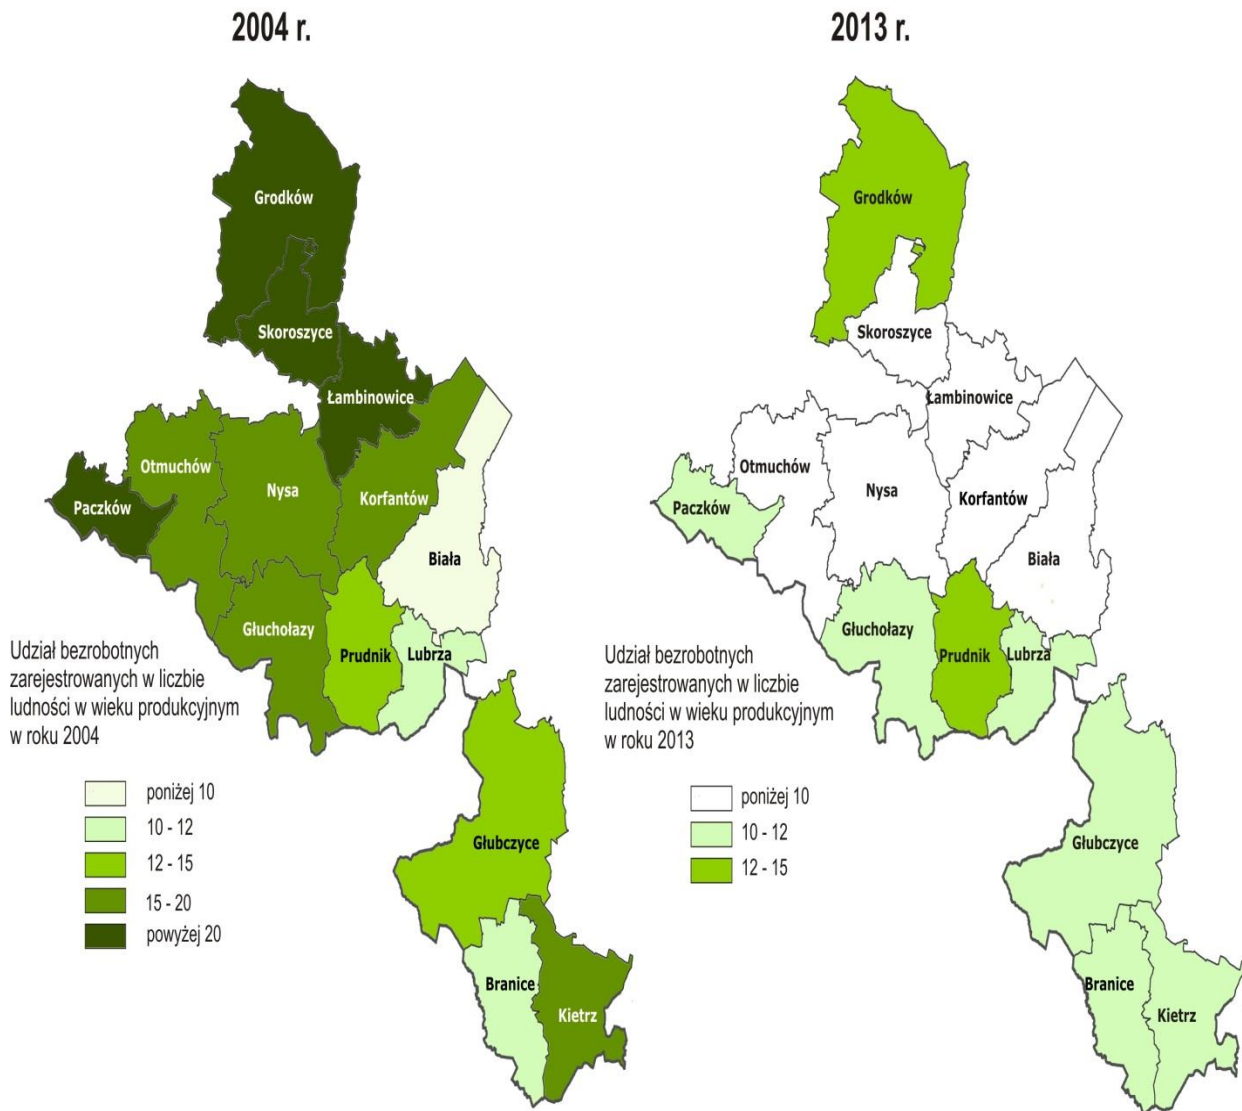 2004 r.
Grodków
Skoroszyce
Łambinowice
Otmuchów
Nysa
Korfantów
Paczków
Biała
Głuchołazy
Prudnik
Lubrza
Głubczyce
Branice
Kietrz
Udział bezrobotnych
zarejestrowanych w liczbie
ludności w wieku produkcyjnym
w roku 2004
poniżej 10
10 - 12
12 - 15
15 - 20
powyżej 20
2013 r.
Grodków
Skoroszyce
Łambinowice
Otmuchów
Nysa
Korfantów
Paczków
Biała
Głuchołazy
Prudnik
Lubrza
Głubczyce
Branice
Kietrz
Udział bezrobotnych
zarejestrowanych w liczbie
ludności w wieku produkcyjnym
w roku 2013
poniżej 10
10 - 12
12 - 15